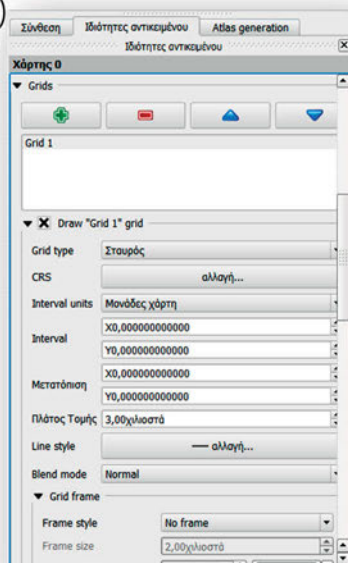 )
Σύνθεση Ιδιότητες αντικειμένου Atlas generation
Ιδιότητες αντικειμένου
Χάρτης 0
Grids
Grid 1
Draw "Grid 1" grid
Grid type Σταυρός
CRS αλλαγή...
Interval units Μονάδες χάρτη
Interval X0,000000000000
Y0,000000000000
Μετατόπιση X0,000000000000
Y0,000000000000
Πλάτος Τομής 3,00χιλιοστά
Line style αλλαγή...
Blend mode Normal
Grid frame
Frame style No frame
Frame size 2,00χιλιοστά